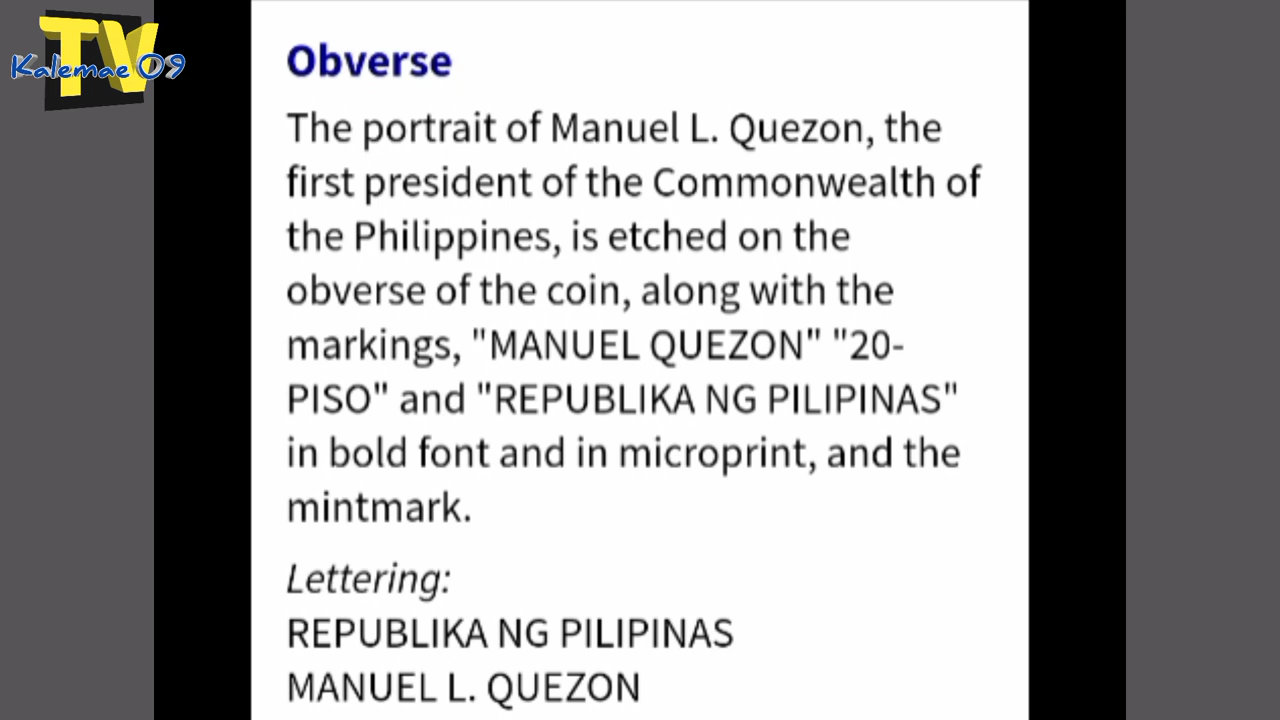 TV
Kalemae 09
Obverse
The portrait of Manuel L. Quezon, the
first president of the Commonwealth of
the Philippines, is etched on the
obverse of the coin, along with the
markings, "MANUEL QUEZON" "20-
PISO" and "REPUBLIKA NG PILIPINAS"
in bold font and in microprint, and the
mintmark.
Lettering:
REPUBLIKA NG PILIPINAS
MANUEL L. QUEZON